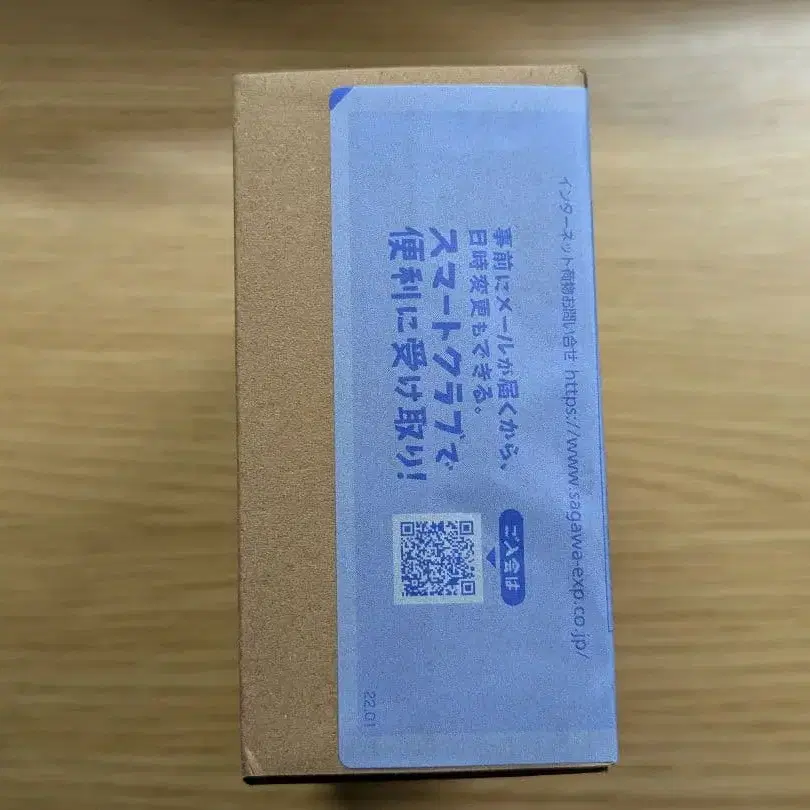 インターネット荷物お問い合せ https://www.sagawa-exp.co.jp/
事前にメールが届くから、
日時変更もできる。
スマートクラブで
便利に受け取り!
ご入会は
22.01